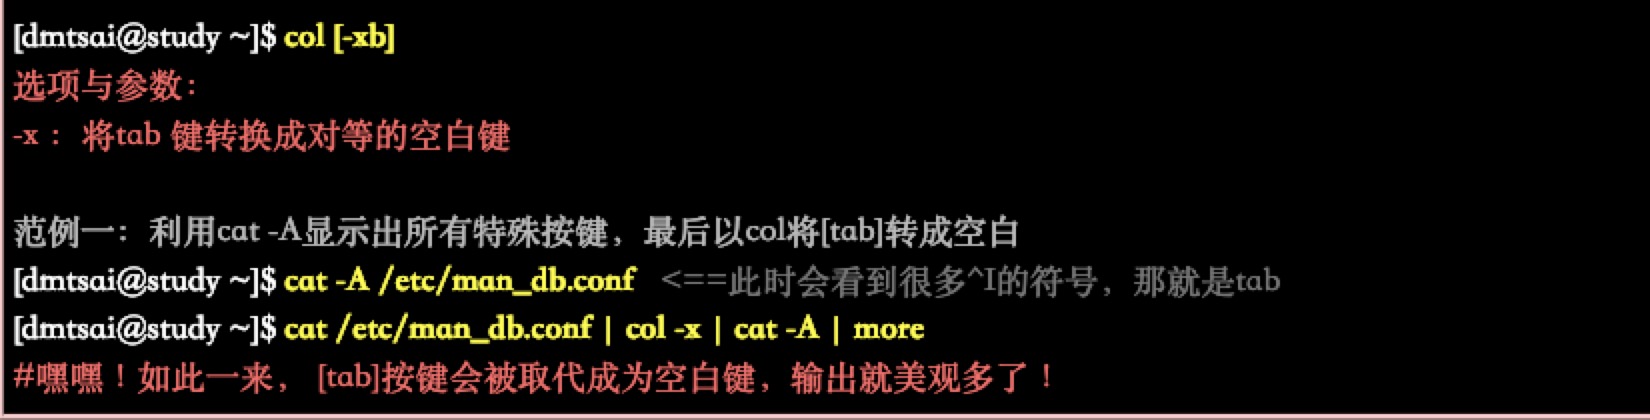 [dmtsai@study ~]$ col [-xb]
选项与参数：
-x ：将tab 键转换成对等的空白键
范例一：利用cat -A显示出所有特殊按键，最后以col将[tab]转成空白
[dmtsai@study ~]$ cat -A /etc/man_db.conf <==此时会看到很多^I的符号，那就是tab
[dmtsai@study ~]$ cat /etc/man_db.conf | col -x | cat -A | more
#嘿嘿！如此一来， [tab]按键会被取代成为空白键，输出就美观多了！